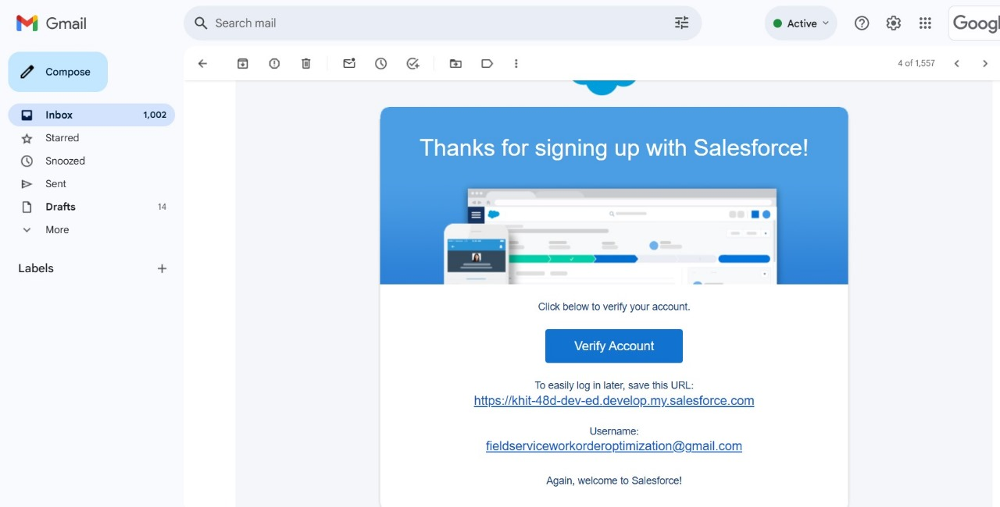 Gmail
Search mail
Active
Googl
Compose
4 of 1,557
Inbox 1,002
Starred
Snoozed
Sent
Drafts 14
More
Labels
Thanks for signing up with Salesforce!
Click below to verify your account.
Verify Account
To easily log in later, save this URL:
https://khit-48d-dev-ed.develop.my.salesforce.com
Username:
fieldserviceworkorderoptimization@gmail.com
Again, welcome to Salesforce!